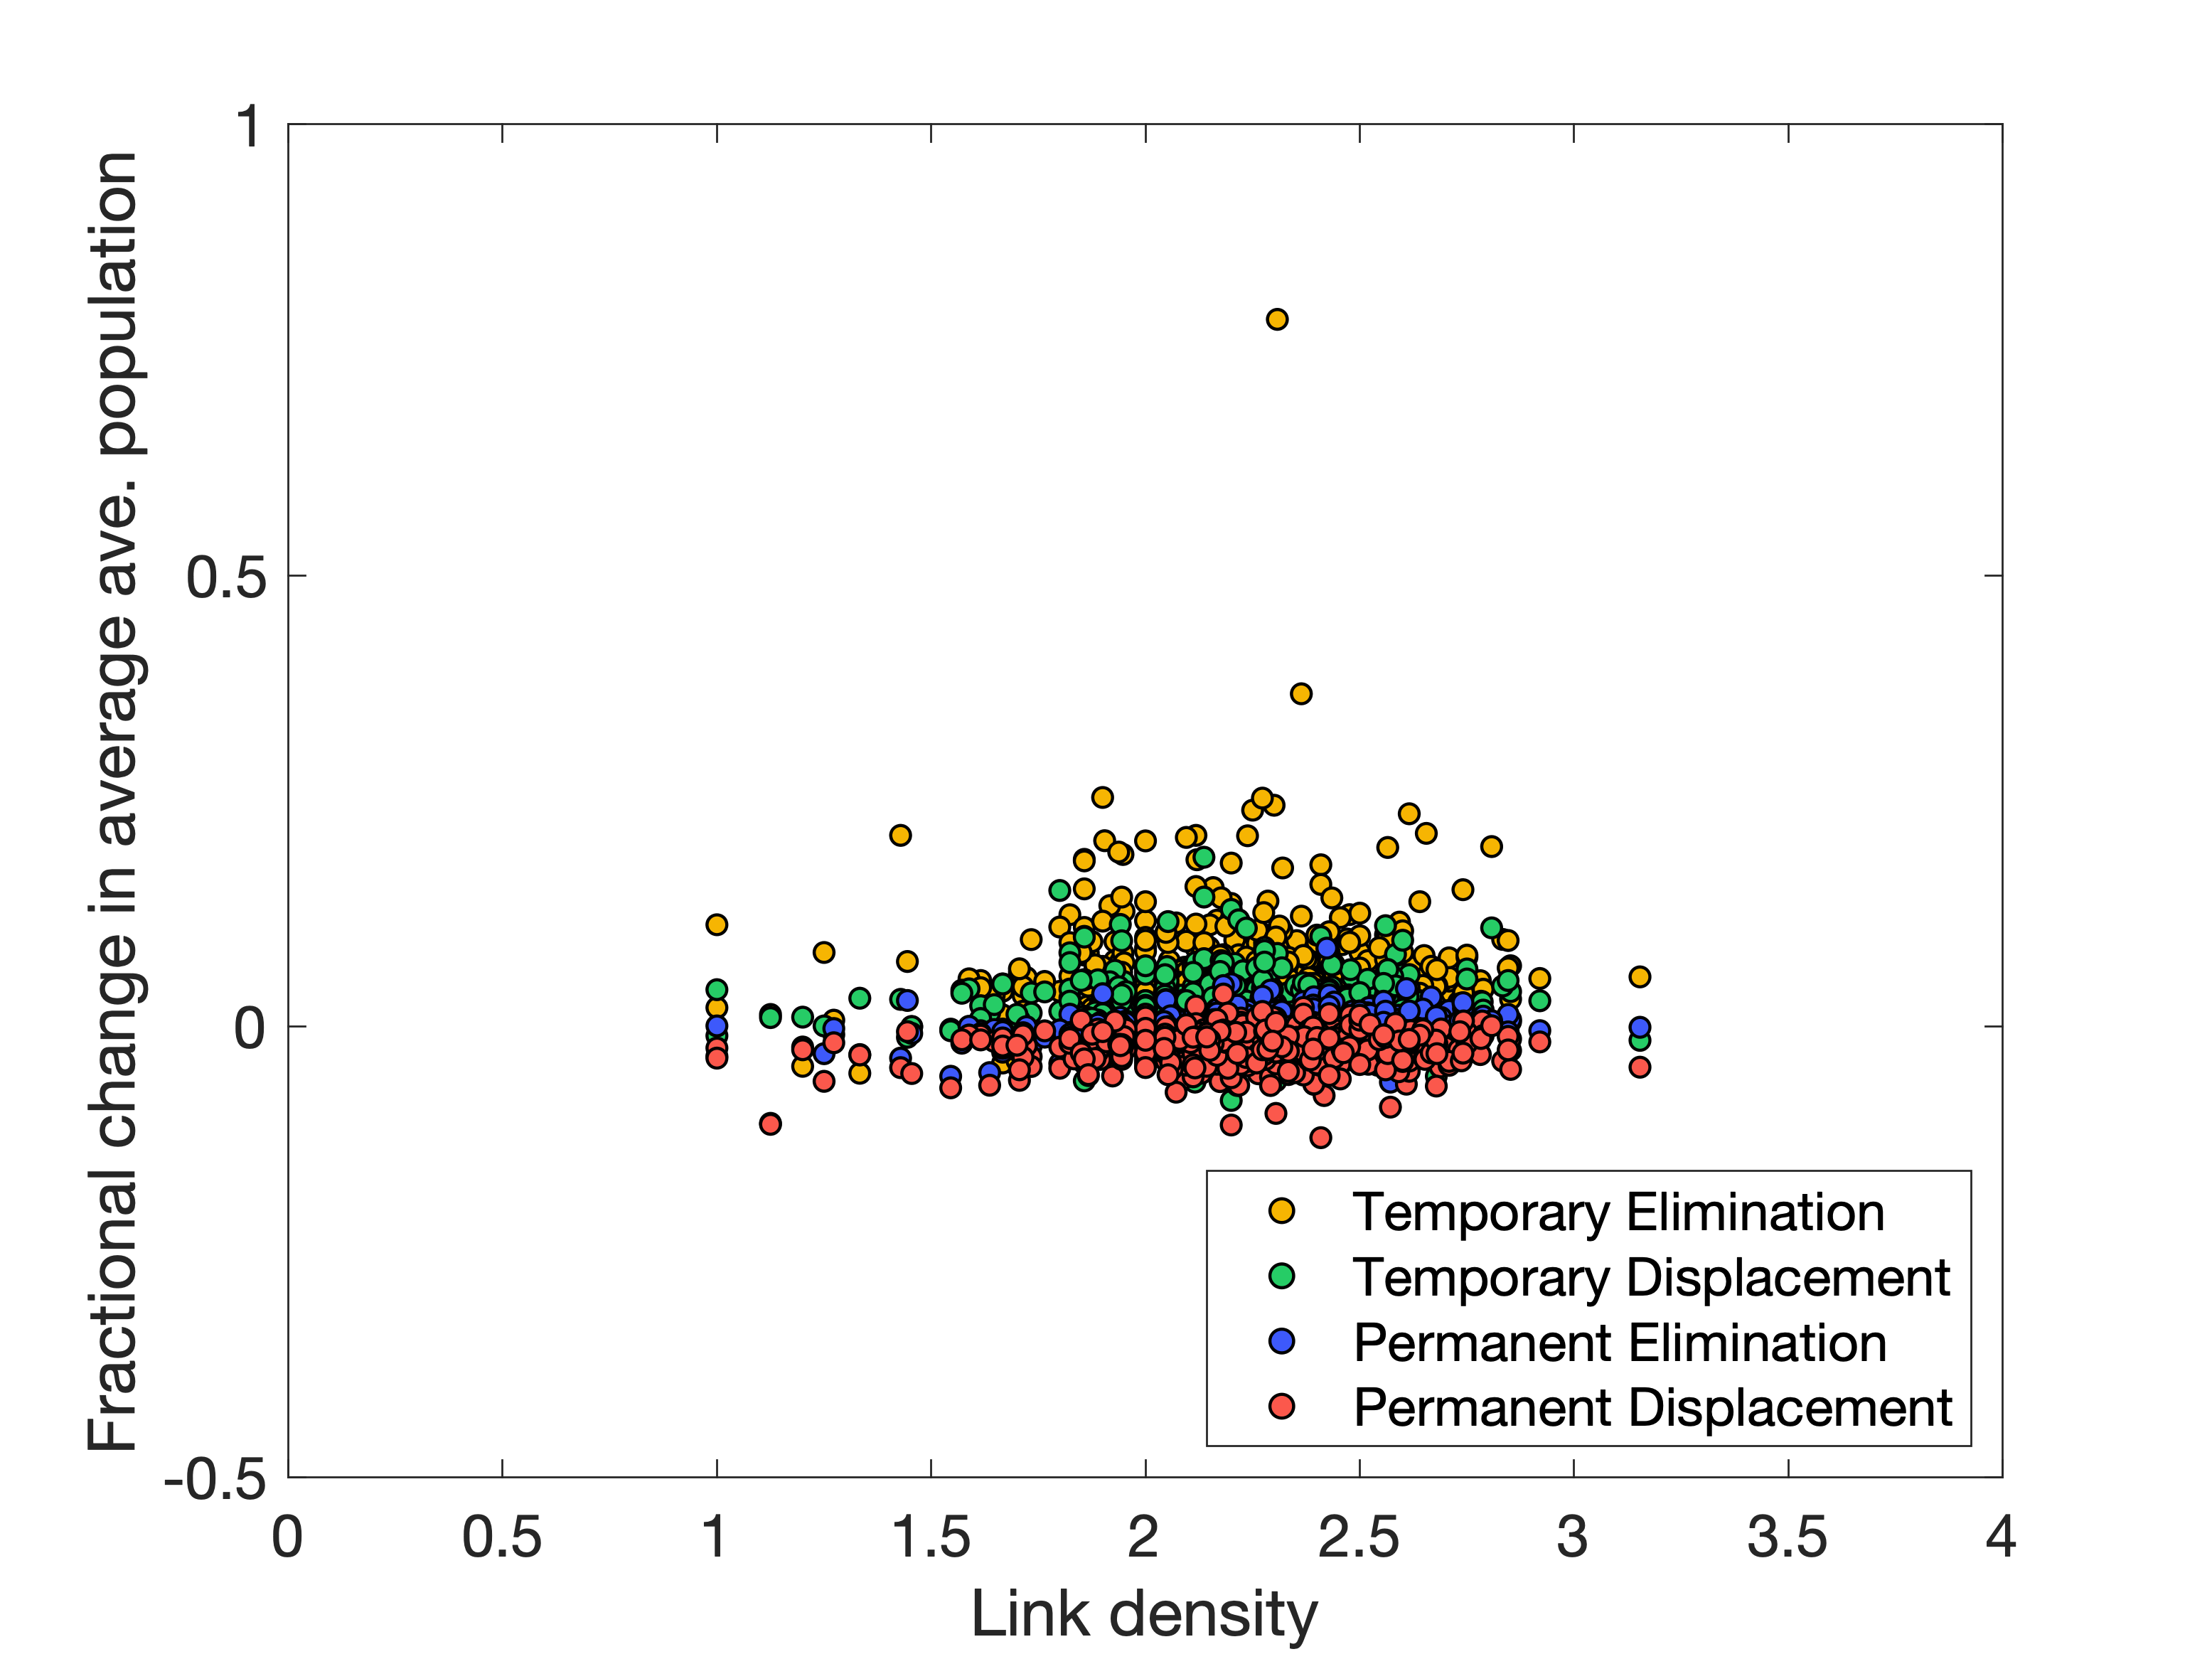 Fractional change in average ave. population
1
0.5
0
-0.5
Temporary Elimination
Temporary Displacement
Permanent Elimination
Permanent Displacement
0 0.5 1 1.5 2 2.5 3 3.5 4
Link density